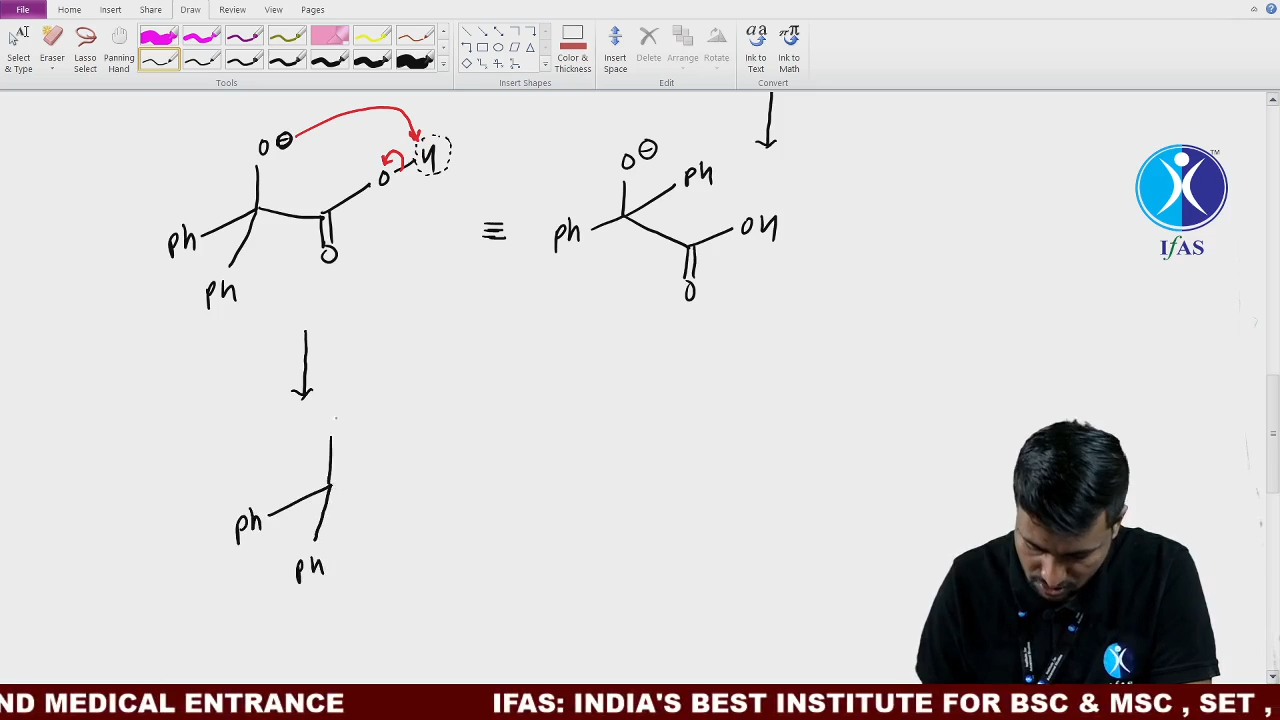 File Home Insert Share Draw Review View Pages
Select & Type
Eraser
Lasso Select
Panning Hand
Tools
Insert Shapes
Color & Thickness
Insert Space
Delete
Arrange
Rotate
Edit
Ink to Text
Ink to Math
Convert
O ⊖
O H
ph
ph
O
≡
O ⊖
ph
ph
OH
O
ph
ph
TM
IfAS
ND MEDICAL ENTRANCE IFAS: INDIA'S BEST INSTITUTE FOR BSC & MSC , SET ,